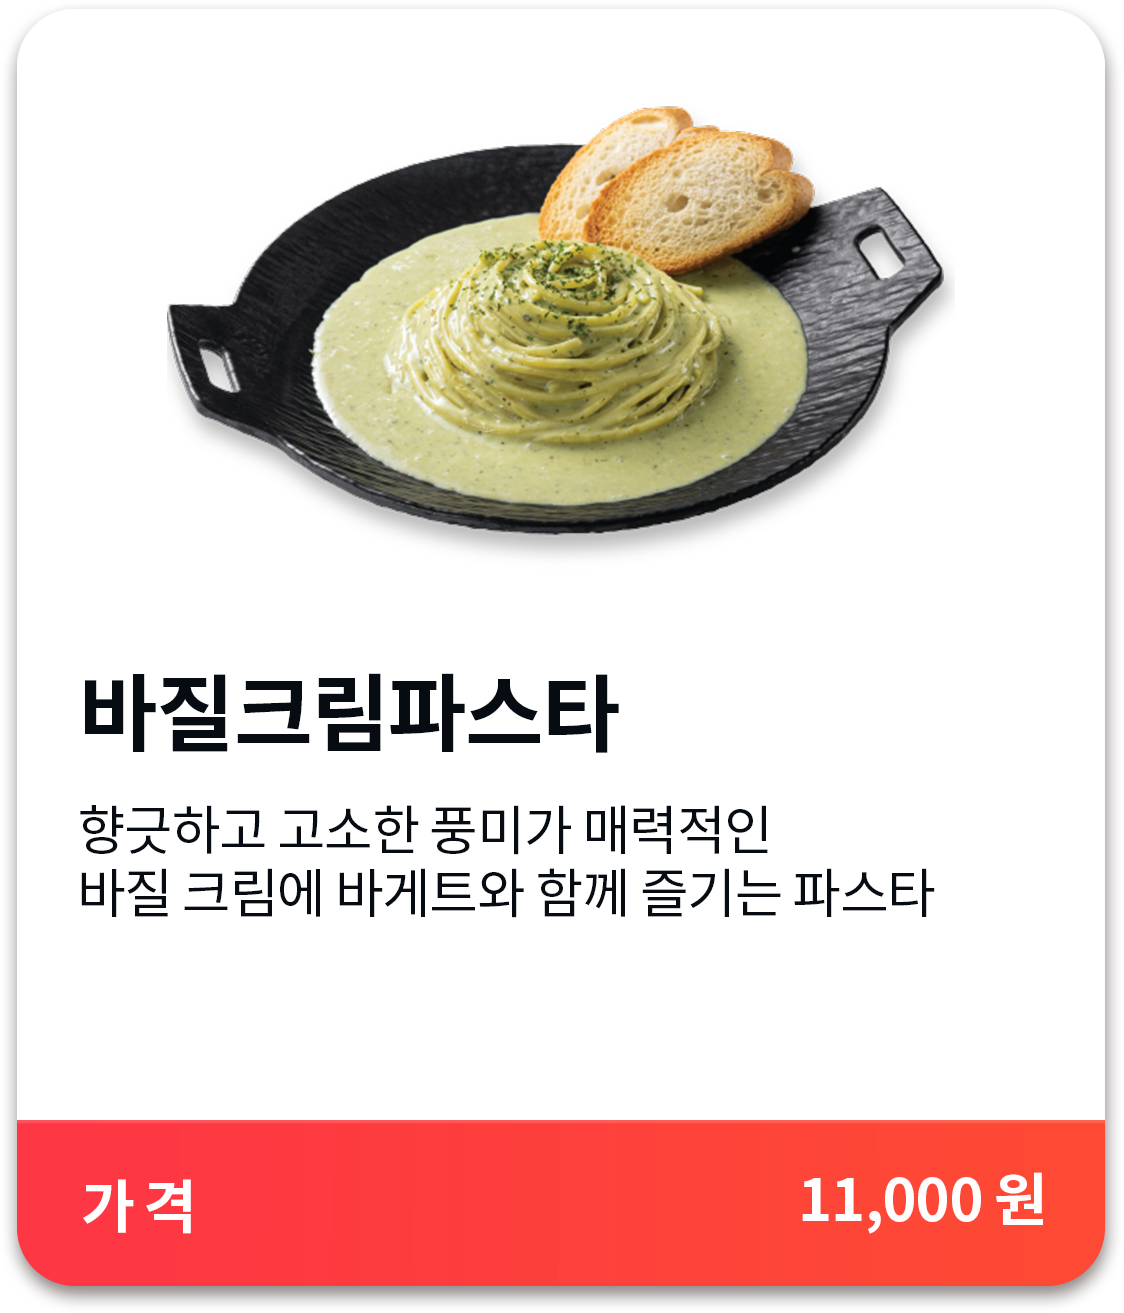 바질크림파스타
향긋하고 고소한 풍미가 매력적인
바질 크림에 바게트와 함께 즐기는 파스타
가 격
11,000 원